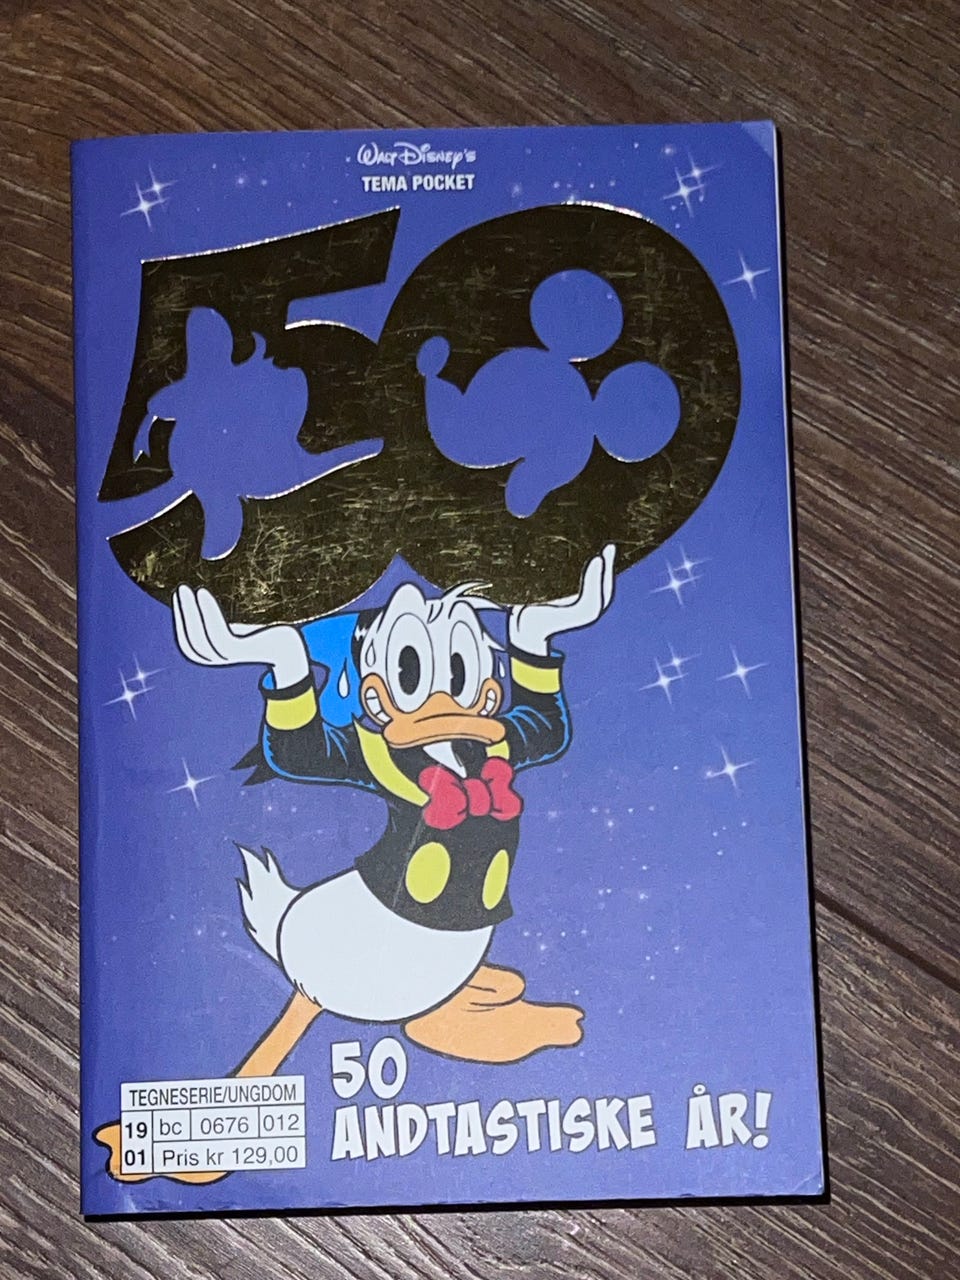 WALT DISNEY'S
TEMA POCKET
50
50
ANDTASTISKE ÅR!
TEGNESERIE/UNGDOM
19 bc 0676 012
01 Pris kr 129,00